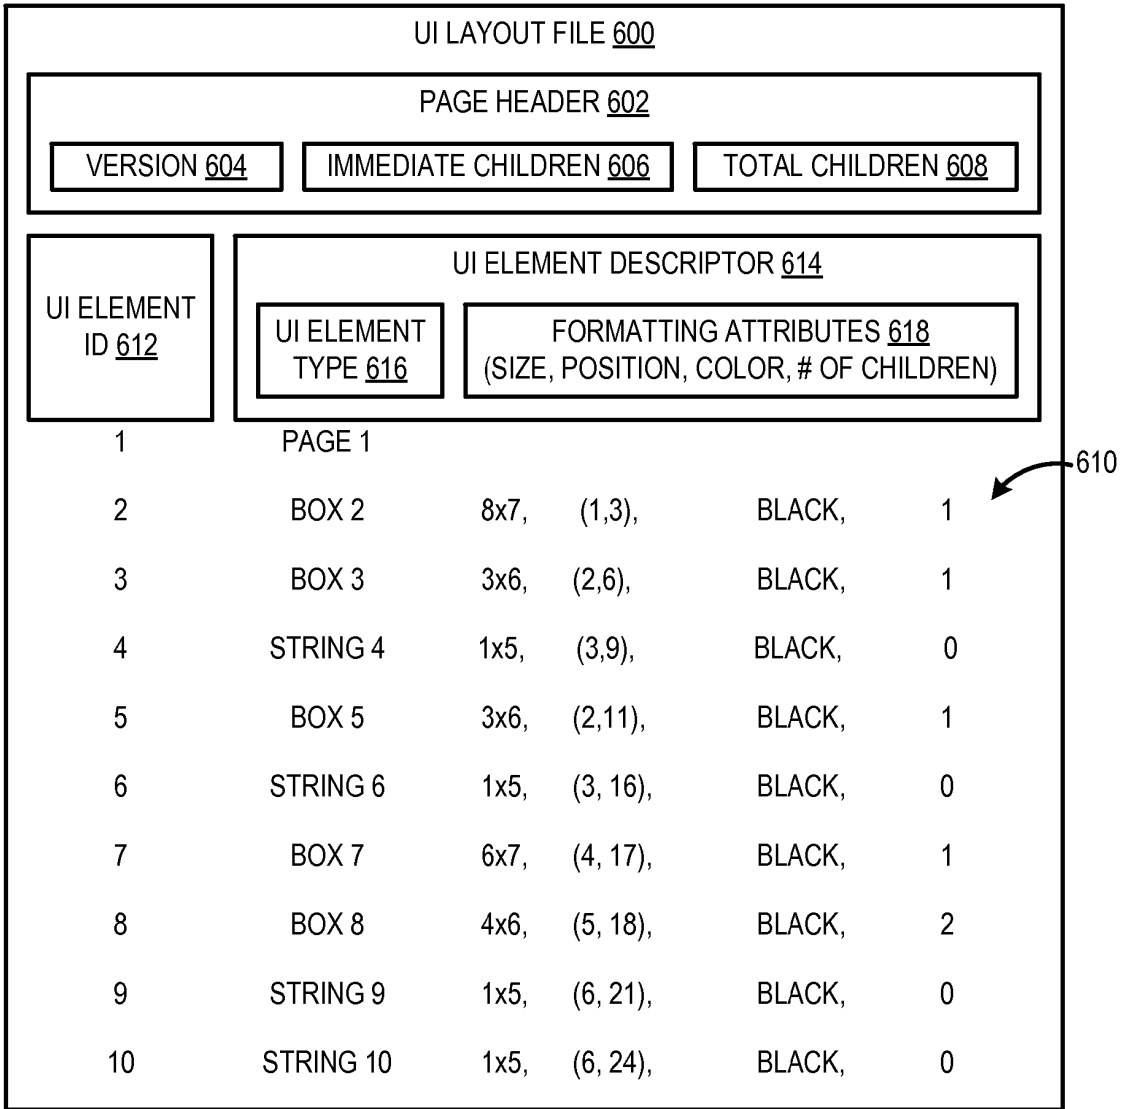 UI LAYOUT FILE 600
PAGE HEADER 602
VERSION 604 IMMEDIATE CHILDREN 606 TOTAL CHILDREN 608
UI ELEMENT
ID 612
UI ELEMENT DESCRIPTOR 614
UI ELEMENT
TYPE 616
FORMATTING ATTRIBUTES 618
(SIZE, POSITION, COLOR, # OF CHILDREN)
1 PAGE 1
610
2 BOX 2 8x7, (1,3), BLACK, 1
3 BOX 3 3x6, (2,6), BLACK, 1
4 STRING 4 1x5, (3,9), BLACK, 0
5 BOX 5 3x6, (2,11), BLACK, 1
6 STRING 6 1x5, (3, 16), BLACK, 0
7 BOX 7 6x7, (4, 17), BLACK, 1
8 BOX 8 4x6, (5, 18), BLACK, 2
9 STRING 9 1x5, (6, 21), BLACK, 0
10 STRING 10 1x5, (6, 24), BLACK, 0